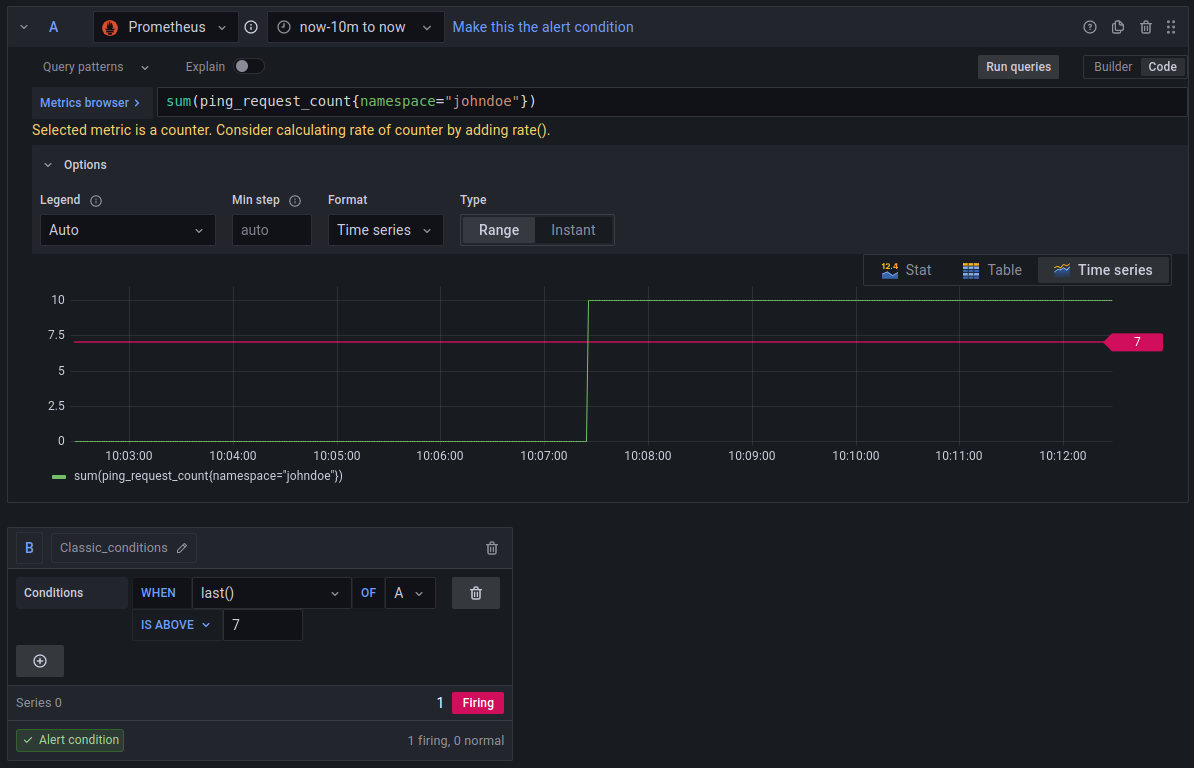 A Prometheus now-10m to now Make this the alert condition
Query patterns Explain Run queries Builder Code
Metrics browser > sum(ping_request_count{namespace="johndoe"})
Selected metric is a counter. Consider calculating rate of counter by adding rate().
Options
Legend Min step Format Type
Auto auto Time series Range Instant
12.4 Stat Table Time series
10
7.5
7
5
2.5
0
10:03:00 10:04:00 10:05:00 10:06:00 10:07:00 10:08:00 10:09:00 10:10:00 10:11:00 10:12:00
sum(ping_request_count{namespace="johndoe"})
B Classic_conditions
Conditions WHEN last() OF A
IS ABOVE 7
Series 0 1 Firing
Alert condition 1 firing, 0 normal